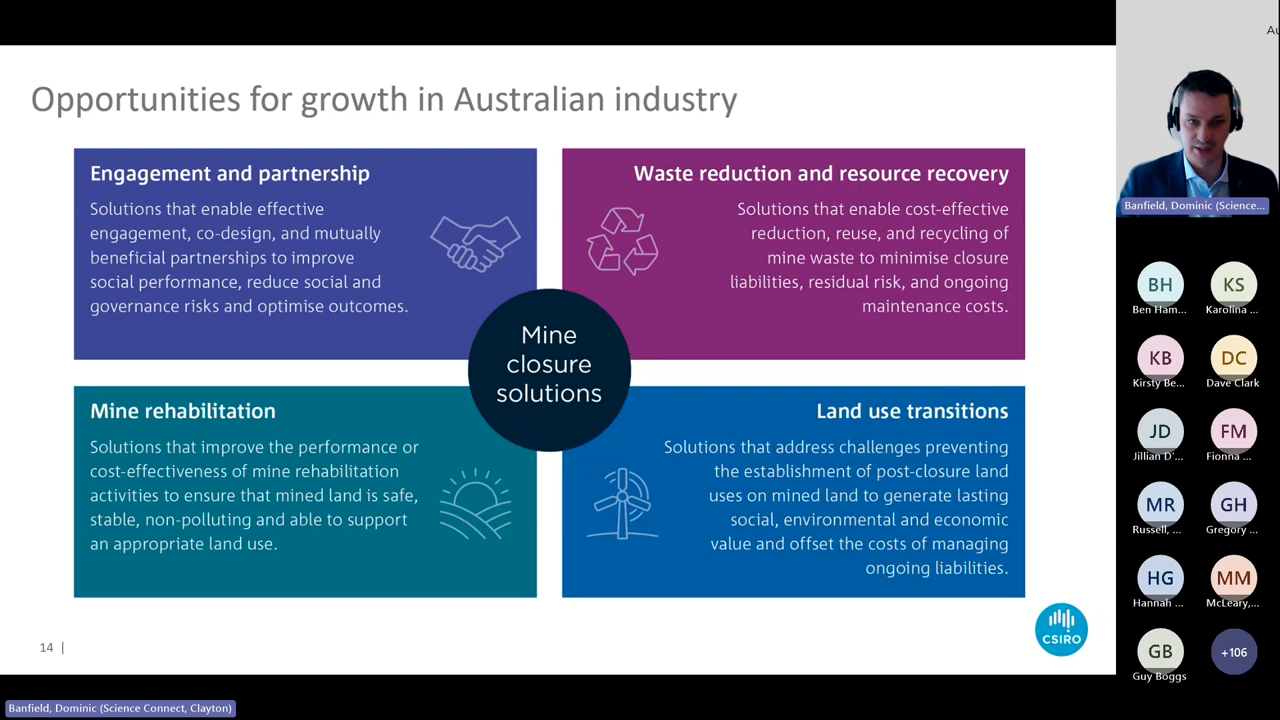 Opportunities for growth in Australian industry
Engagement and partnership
Solutions that enable effective
engagement, co-design, and mutually
beneficial partnerships to improve
social performance, reduce social and
governance risks and optimise outcomes.
Waste reduction and resource recovery
Solutions that enable cost-effective
reduction, reuse, and recycling of
mine waste to minimise closure
liabilities, residual risk, and ongoing
maintenance costs.
Mine
closure
solutions
Mine rehabilitation
Solutions that improve the performance or
cost-effectiveness of mine rehabilitation
activities to ensure that mined land is safe,
stable, non-polluting and able to support
an appropriate land use.
Land use transitions
Solutions that address challenges preventing
the establishment of post-closure land
uses on mined land to generate lasting
social, environmental and economic
value and offset the costs of managing
ongoing liabilities.
14 |
CSIRO
Banfield, Dominic (Science Connect, Clayton)
Au
Banfield, Dominic (Science...
BH
Ben Ham...
KS
Karolina ...
KB
Kirsty Be...
DC
Dave Clark
JD
Jillian D'...
FM
Fionna ...
MR
Russell, ...
GH
Gregory ...
HG
Hannah ...
MM
McLeary,...
GB
Guy Boggs
+106